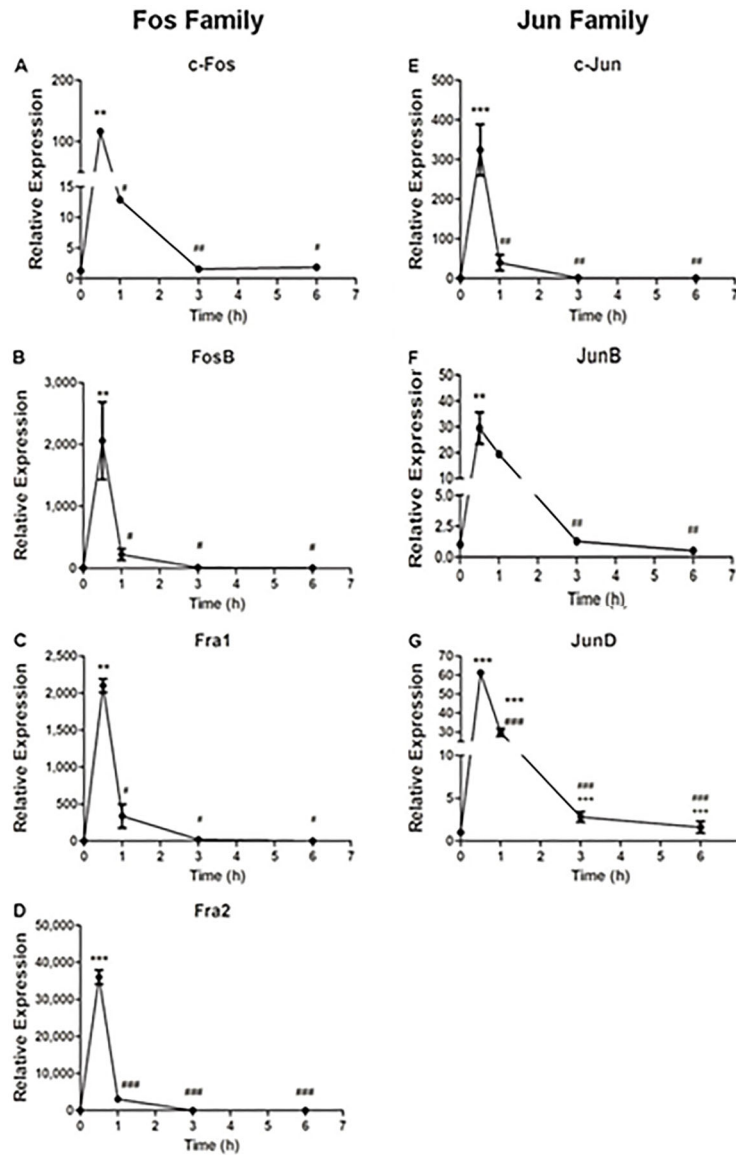 Fos Family
Jun Family
A
c-Fos
Relative Expression
200
100
15
10
5
0
**
#
##
#
0 1 2 3 4 5 6 7
Time (h)
B
FosB
Relative Expression
3,000
2,000
1,000
0
**
#
#
#
0 1 2 3 4 5 6 7
Time (h)
C
Fra1
Relative Expression
2,500
2,000
1,500
1,000
500
0
**
#
#
#
0 1 2 3 4 5 6 7
Time (h)
D
Fra2
Relative Expression
50,000
40,000
30,000
20,000
10,000
0
***
###
###
###
0 1 2 3 4 5 6 7
Time (h)
E
c-Jun
Relative Expression
500
400
300
200
100
0
***
##
##
##
0 1 2 3 4 5 6 7
Time (h)
F
JunB
Relative Expression
50
40
30
20
10
5.0
2.5
0.0
**
##
##
0 1 2 3 4 5 6 7
Time (h)
G
JunD
Relative Expression
70
60
50
40
30
10
5
0
***
***
###
###
***
###
***
0 1 2 3 4 5 6 7
Time (h)